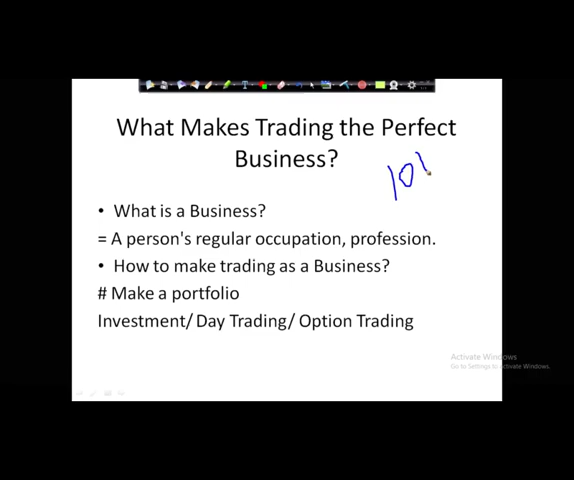 What Makes Trading the Perfect
Business?
101
• What is a Business?
= A person's regular occupation, profession.
• How to make trading as a Business?
# Make a portfolio
Investment/ Day Trading/ Option Trading
Activate Windows
Go to Settings to activate Windows.